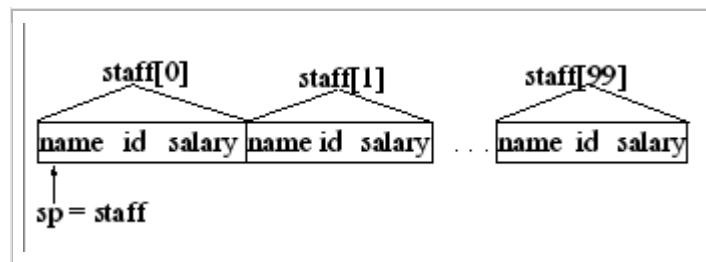 staff[0] staff[1] staff[99]
name id salary name id salary . . . name id salary
sp = staff